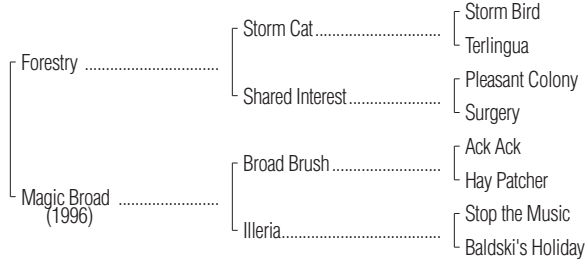 Storm Bird
Storm Cat
Terlingua
Forestry
Pleasant Colony
Shared Interest
Surgery
Ack Ack
Broad Brush
Hay Patcher
Magic Broad
(1996)
Stop the Music
Illeria
Baldski's Holiday